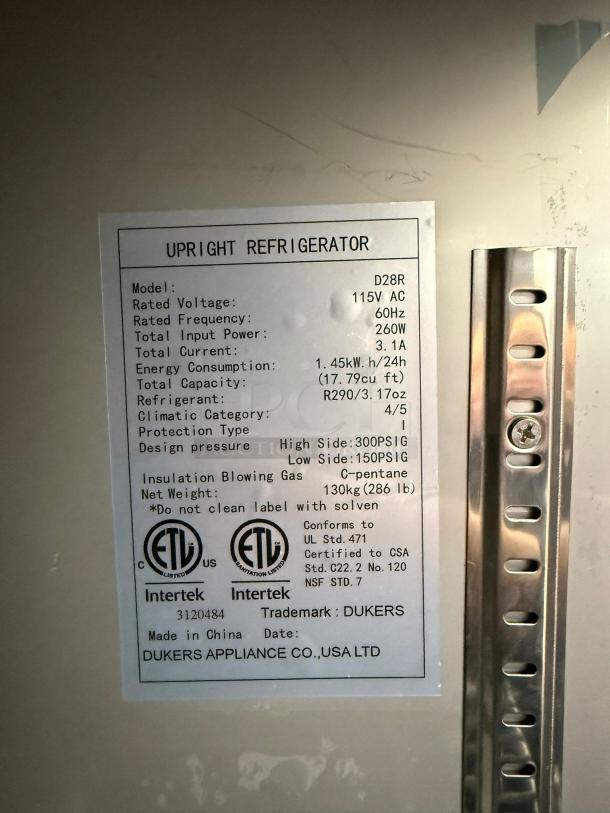 UPRIGHT REFRIGERATOR
Model: D28R
Rated Voltage: 115V AC
Rated Frequency: 60Hz
Total Input Power: 260W
Total Current: 3.1A
Energy Consumption: 1.45kW.h/24h
Total Capacity: (17.79cu ft)
Refrigerant: R290/3.17oz
Climatic Category: 4/5
Protection Type I
Design pressure High Side:300PSIG
Low Side:150PSIG
Insulation Blowing Gas C-pentane
Net Weight: 130kg(286 lb)
*Do not clean label with solven
C ETL US LISTED
Intertek
3120484
ETL SANITATION LISTED
Intertek
Conforms to
UL Std.471
Certified to CSA
Std.C22.2 No.120
NSF STD.7
Trademark : DUKERS
Made in China Date:
DUKERS APPLIANCE CO.,USA LTD